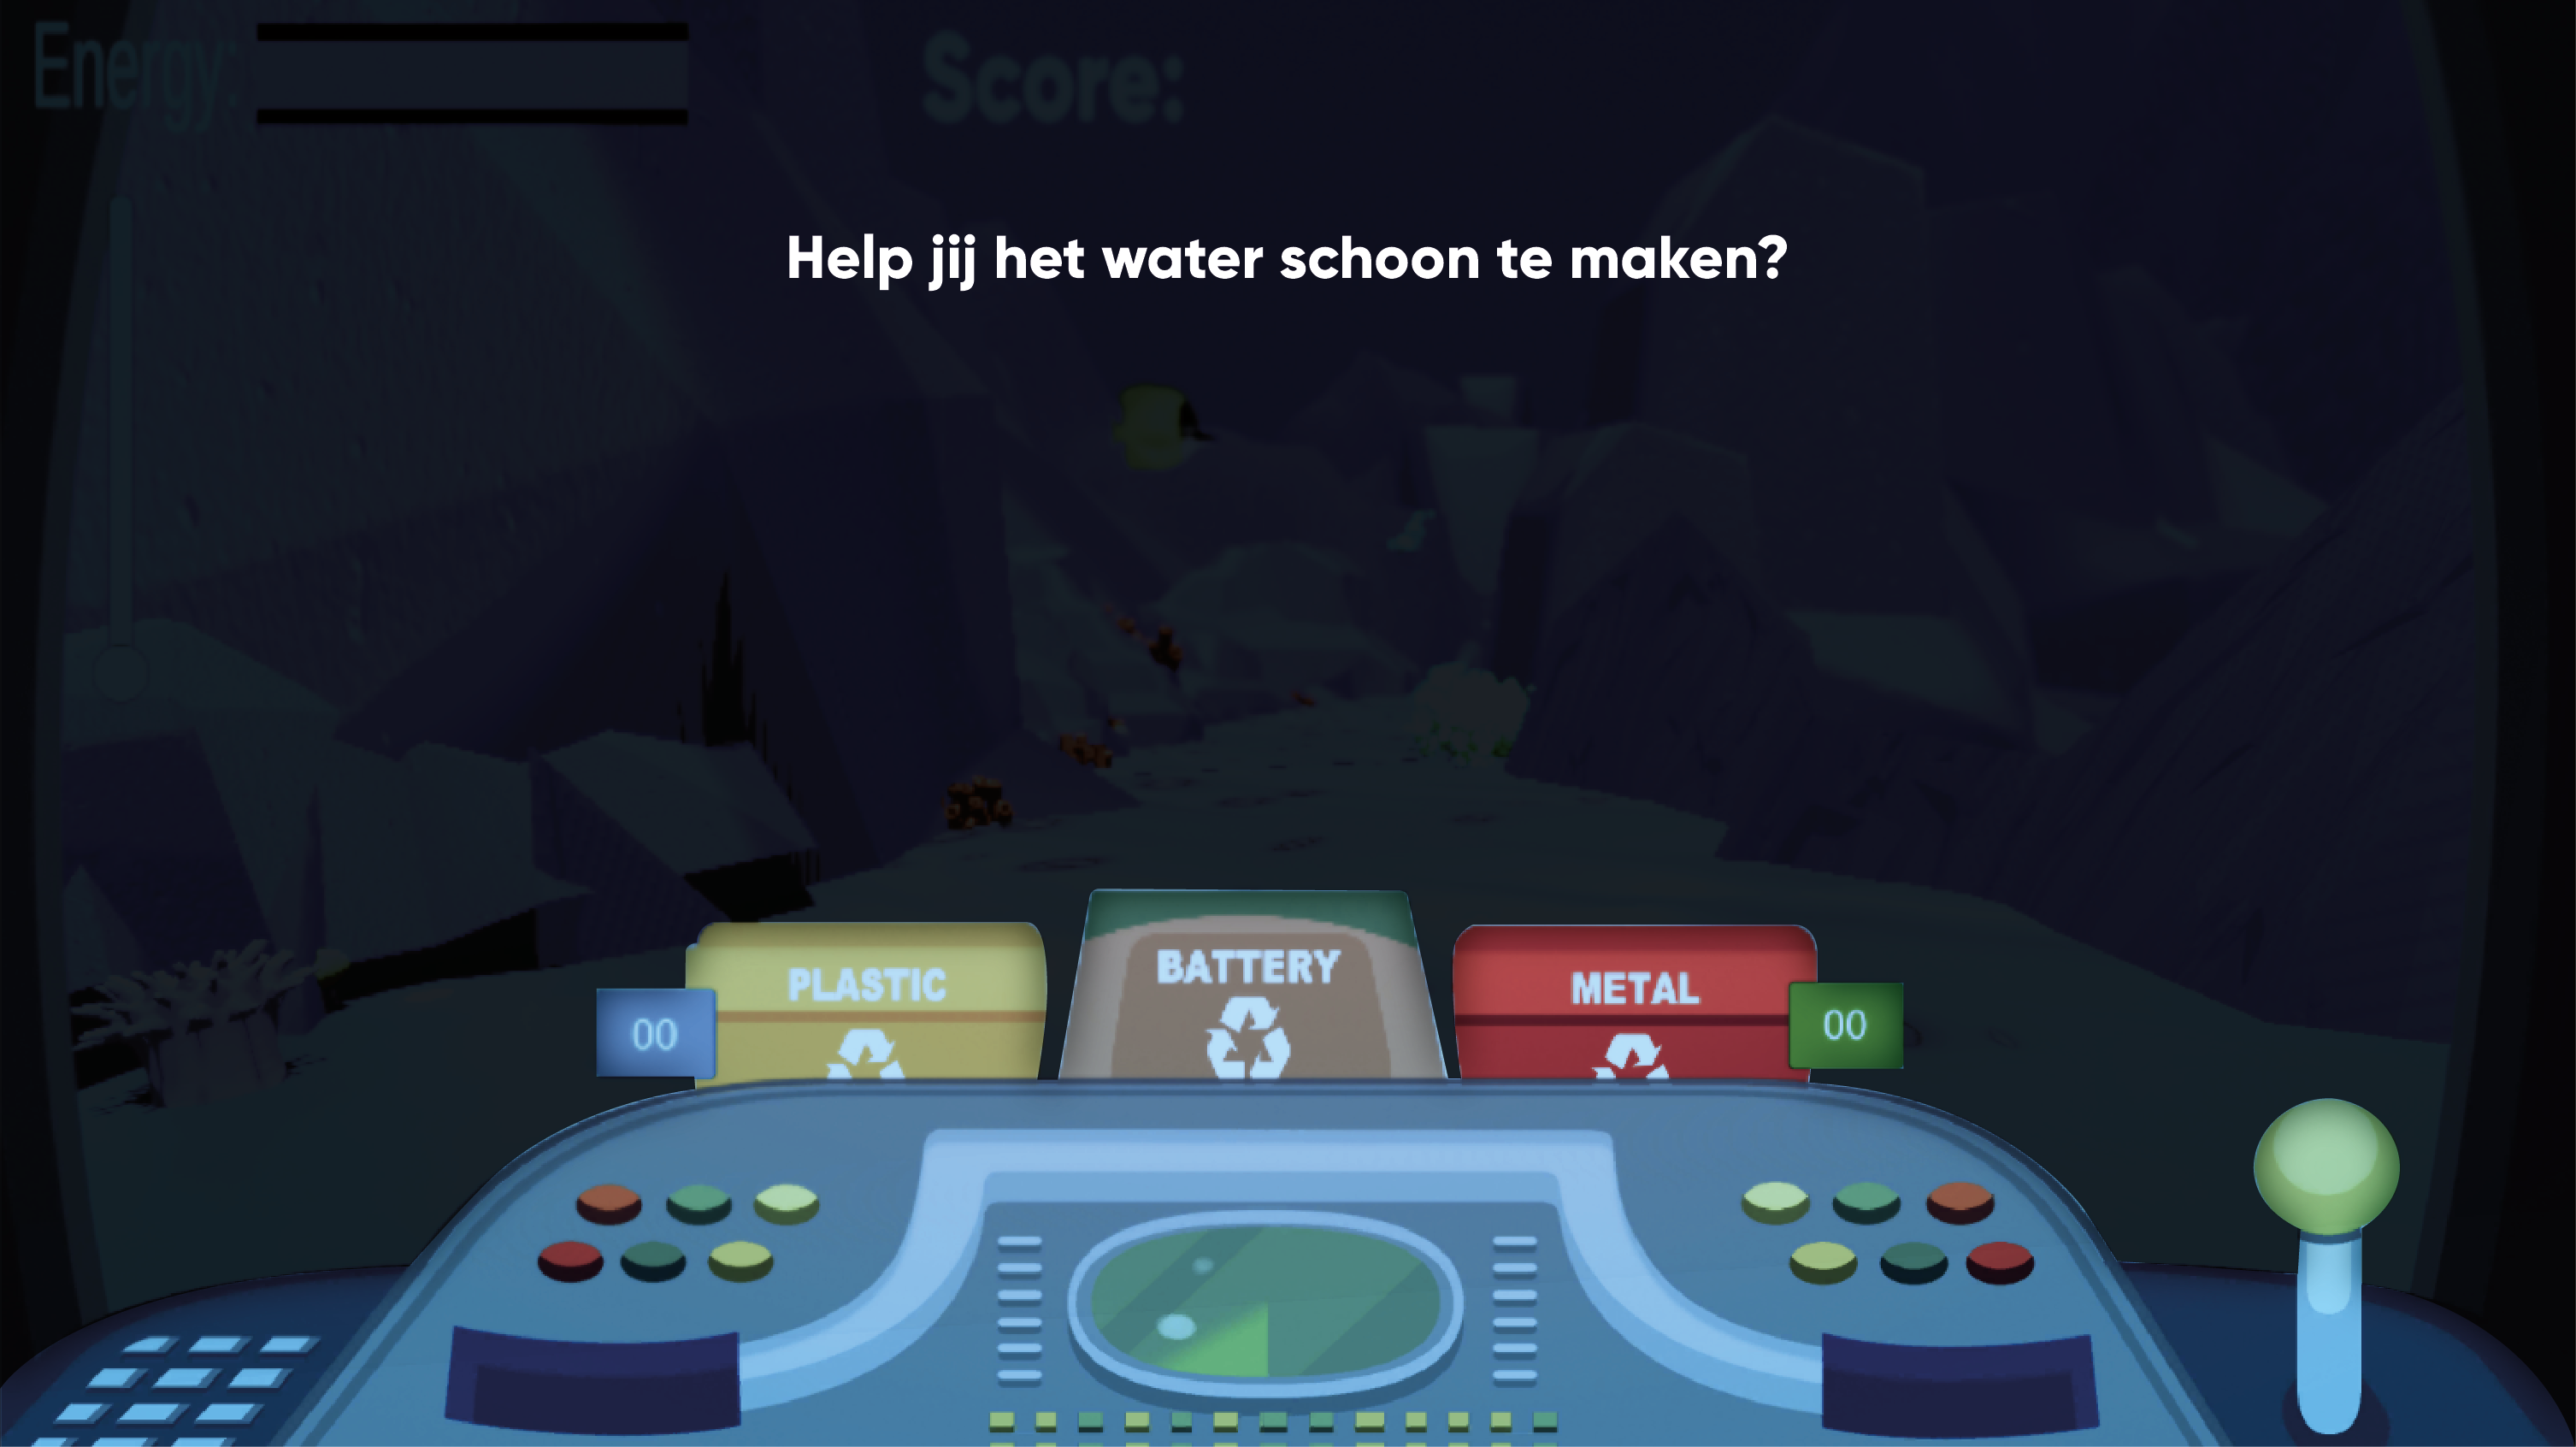 Energy:
Score:
Help jij het water schoon te maken?
PLASTIC
BATTERY
METAL
00
00